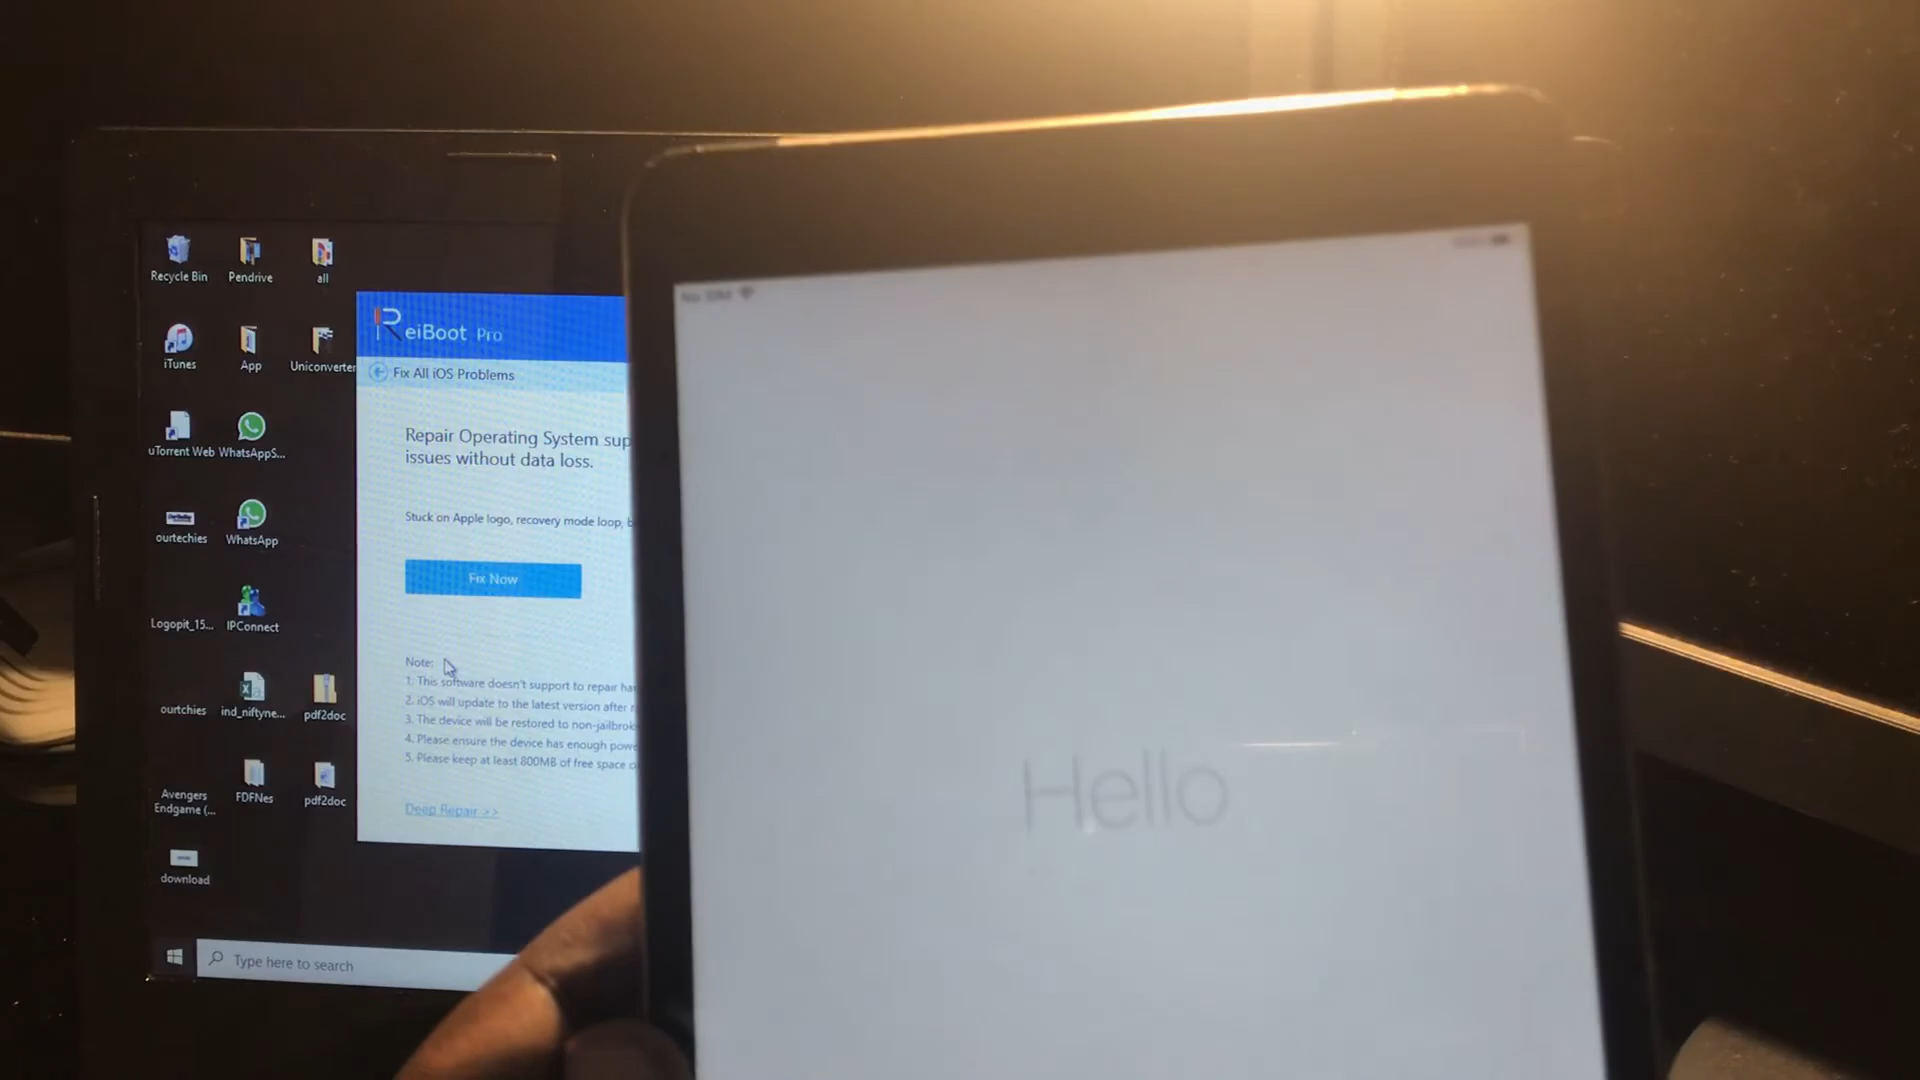 Recycle Bin
Pendrive
all
iTunes
App
Uniconverter
uTorrent Web
WhatsAppS...
ourtechies
WhatsApp
Logopit_15...
IPConnect
ourtchies
ind_niftyne...
pdf2doc
Avengers
Endgame (...
FDFNes
pdf2doc
download
Type here to search
ReiBoot Pro
Fix All iOS Problems
Repair Operating System sup
issues without data loss.
Stuck on Apple logo, recovery mode loop, b
Fix Now
Note:
1. This software doesn't support to repair ha
2. iOS will update to the latest version after r
3. The device will be restored to non-jailbrok
4. Please ensure the device has enough powe
5. Please keep at least 800MB of free space o
Deep Repair >>
No SIM
Hello